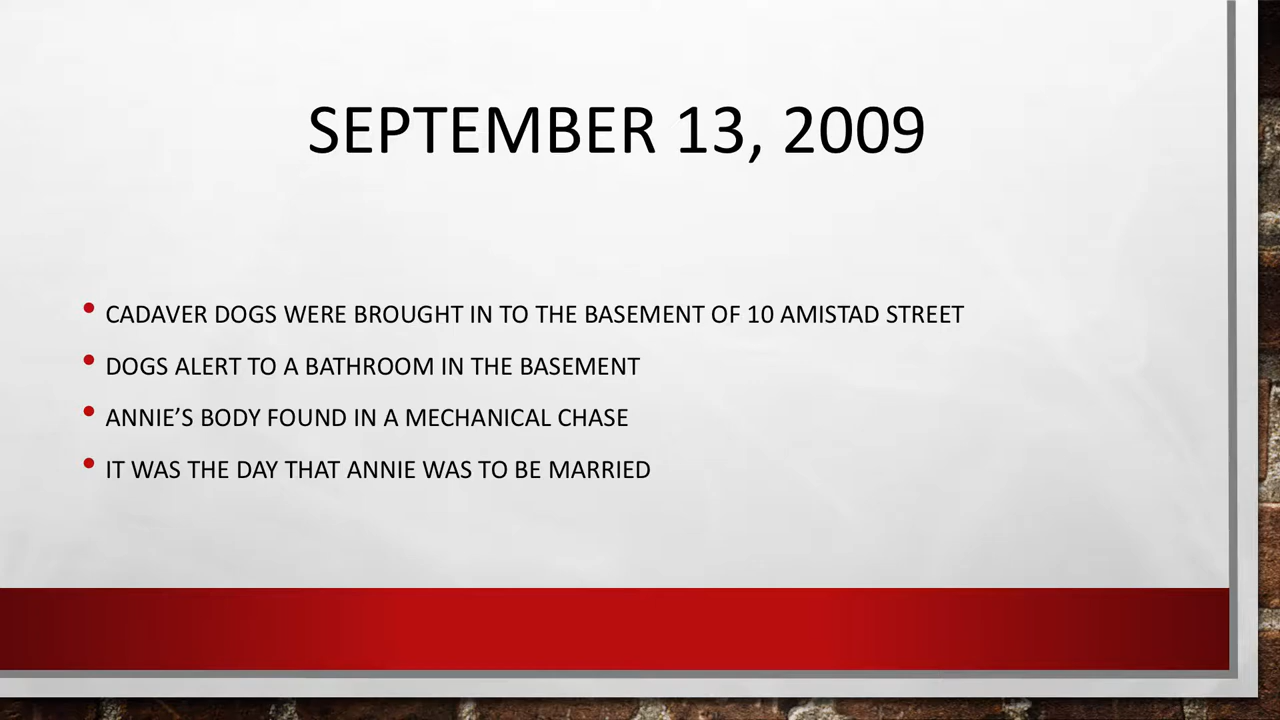 SEPTEMBER 13, 2009
• CADAVER DOGS WERE BROUGHT IN TO THE BASEMENT OF 10 AMISTAD STREET
• DOGS ALERT TO A BATHROOM IN THE BASEMENT
• ANNIE’S BODY FOUND IN A MECHANICAL CHASE
• IT WAS THE DAY THAT ANNIE WAS TO BE MARRIED